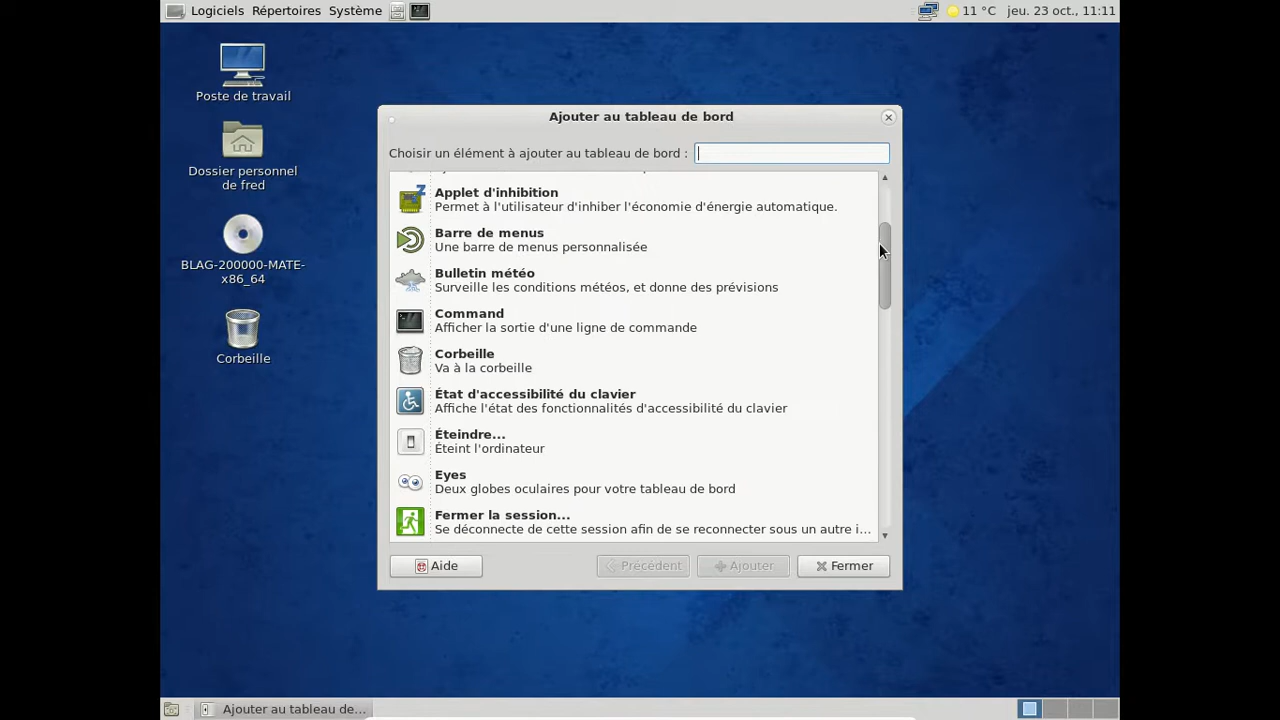 Logiciels Répertoires Système 11 °C jeu. 23 oct., 11:11
Poste de travail
Dossier personnel
de fred
BLAG-200000-MATE-
x86_64
Corbeille
Ajouter au tableau de bord
Choisir un élément à ajouter au tableau de bord :
Applet d'inhibition
Permet à l'utilisateur d'inhiber l'économie d'énergie automatique.
Barre de menus
Une barre de menus personnalisée
Bulletin météo
Surveille les conditions météos, et donne des prévisions
Command
Afficher la sortie d'une ligne de commande
Corbeille
Va à la corbeille
État d'accessibilité du clavier
Affiche l'état des fonctionnalités d'accessibilité du clavier
Éteindre...
Éteint l'ordinateur
Eyes
Deux globes oculaires pour votre tableau de bord
Fermer la session...
Se déconnecte de cette session afin de se reconnecter sous un autre i...
Aide Précédent Ajouter Fermer
Ajouter au tableau de...